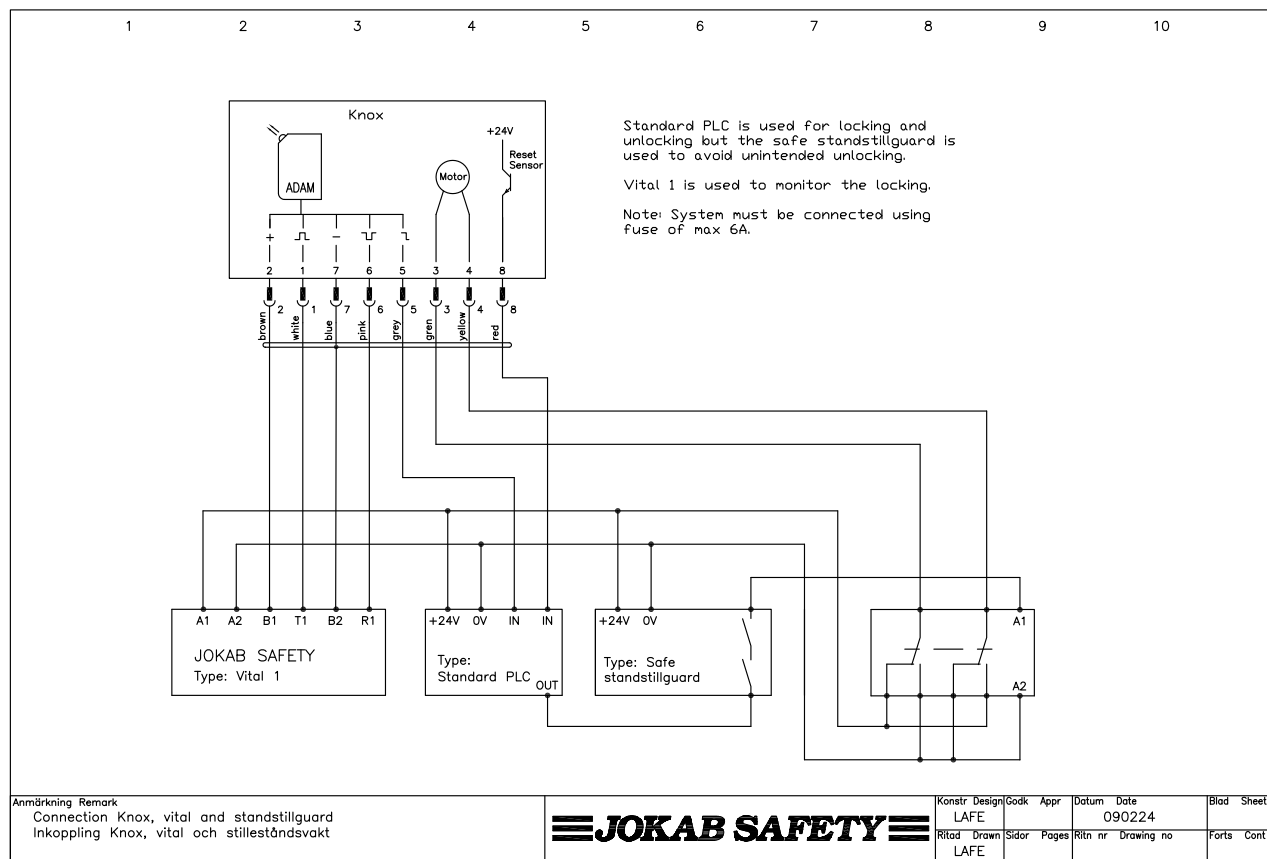 1 2 3 4 5 6 7 8 9 10
Knox
+24V
Reset
Sensor
ADAM
Motor
+ −
2 1 7 6 5 3 4 8
2 1 7 6 5 3 4 8
brown white blue pink grey gren yellow red
Standard PLC is used for locking and
unlocking but the safe standstillguard is
used to avoid unintended unlocking.
Vital 1 is used to monitor the locking.
Note: System must be connected using
fuse of max 6A.
A1 A2 B1 T1 B2 R1
JOKAB SAFETY
Type: Vital 1
+24V 0V IN IN
Type:
Standard PLC
OUT
+24V 0V
Type: Safe
standstillguard
A1
A2
Anmärkning Remark
Connection Knox, vital and standstillguard
Inkoppling Knox, vital och stilleståndsvakt
JOKAB SAFETY
Konstr Design Godk Appr Datum Date Blad Sheet
LAFE 090224
Ritad Drawn Sidor Pages Ritn nr Drawing no Forts Cont
LAFE